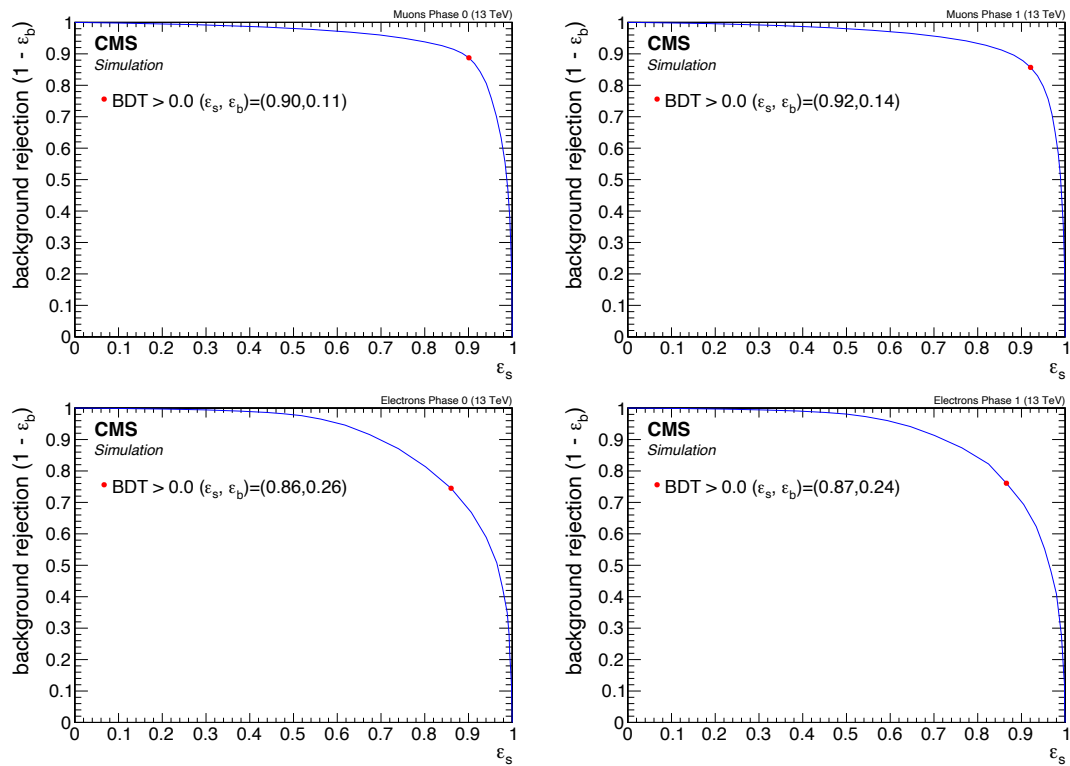 Muons Phase 0 (13 TeV)
CMS
Simulation
BDT > 0.0 (ε_s, ε_b)=(0.90,0.11)
background rejection (1 - ε_b)
1
0.9
0.8
0.7
0.6
0.5
0.4
0.3
0.2
0.1
0
0 0.1 0.2 0.3 0.4 0.5 0.6 0.7 0.8 0.9 1
ε_s
Muons Phase 1 (13 TeV)
CMS
Simulation
BDT > 0.0 (ε_s, ε_b)=(0.92,0.14)
background rejection (1 - ε_b)
1
0.9
0.8
0.7
0.6
0.5
0.4
0.3
0.2
0.1
0
0 0.1 0.2 0.3 0.4 0.5 0.6 0.7 0.8 0.9 1
ε_s
Electrons Phase 0 (13 TeV)
CMS
Simulation
BDT > 0.0 (ε_s, ε_b)=(0.86,0.26)
background rejection (1 - ε_b)
1
0.9
0.8
0.7
0.6
0.5
0.4
0.3
0.2
0.1
0
0 0.1 0.2 0.3 0.4 0.5 0.6 0.7 0.8 0.9 1
ε_s
Electrons Phase 1 (13 TeV)
CMS
Simulation
BDT > 0.0 (ε_s, ε_b)=(0.87,0.24)
background rejection (1 - ε_b)
1
0.9
0.8
0.7
0.6
0.5
0.4
0.3
0.2
0.1
0
0 0.1 0.2 0.3 0.4 0.5 0.6 0.7 0.8 0.9 1
ε_s